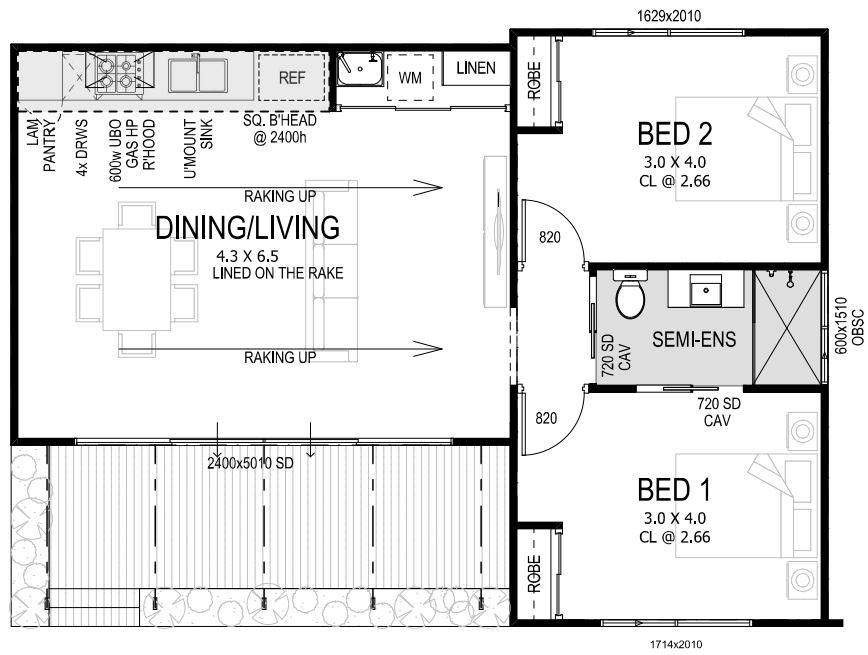 1629x2010
REF
WM
LINEN
ROBE
BED 2
3.0 X 4.0
CL @ 2.66
LAM
PANTRY
4x DRWS
600w UBO
GAS HP
R'HOOD
U'MOUNT
SINK
SQ. B'HEAD
@ 2400h
RAKING UP
DINING/LIVING
4.3 X 6.5
LINED ON THE RAKE
RAKING UP
820
720 SD
CAV
SEMI-ENS
600x1510
OBSC
820
720 SD
CAV
2400x5010 SD
BED 1
3.0 X 4.0
CL @ 2.66
ROBE
1714x2010